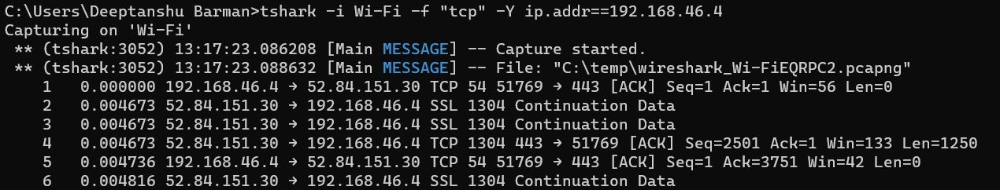 C:\Users\Deeptanshu Barman>tshark -i Wi-Fi -f "tcp" -Y ip.addr==192.168.46.4
Capturing on 'Wi-Fi'
** (tshark:3052) 13:17:23.086208 [Main MESSAGE] -- Capture started.
** (tshark:3052) 13:17:23.088632 [Main MESSAGE] -- File: "C:\temp\wireshark_Wi-FiEQRPC2.pcapng"
1 0.000000 192.168.46.4 → 52.84.151.30 TCP 54 51769 → 443 [ACK] Seq=1 Ack=1 Win=56 Len=0
2 0.004673 52.84.151.30 → 192.168.46.4 SSL 1304 Continuation Data
3 0.004673 52.84.151.30 → 192.168.46.4 SSL 1304 Continuation Data
4 0.004673 52.84.151.30 → 192.168.46.4 TCP 1304 443 → 51769 [ACK] Seq=2501 Ack=1 Win=133 Len=1250
5 0.004736 192.168.46.4 → 52.84.151.30 TCP 54 51769 → 443 [ACK] Seq=1 Ack=3751 Win=42 Len=0
6 0.004816 52.84.151.30 → 192.168.46.4 SSL 1304 Continuation Data